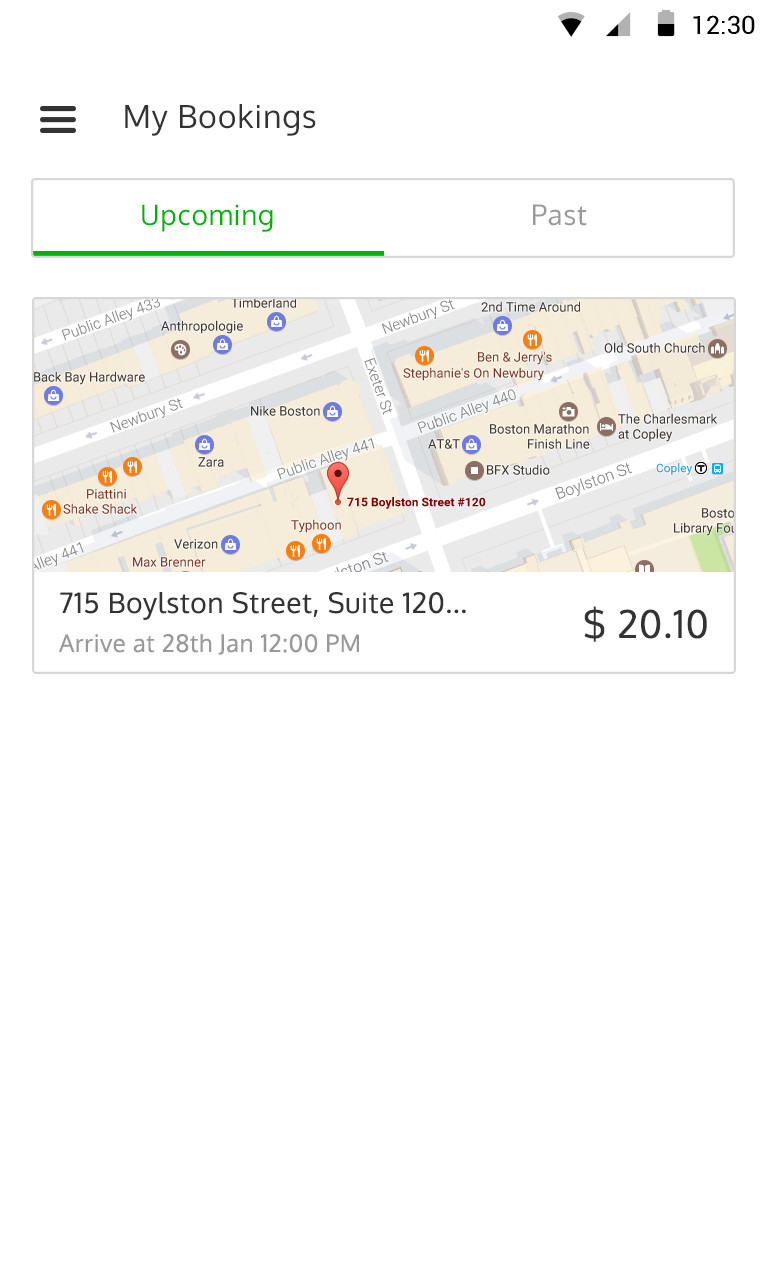 12:30
My Bookings
Upcoming
Past
Public Alley 433
Timberland
Anthropologie
Newbury St
2nd Time Around
Ben & Jerry's
Old South Church
Stephanie's On Newbury
Back Bay Hardware
Exeter St
Newbury St
Nike Boston
Public Alley 440
Boston Marathon
Finish Line
The Charlesmark
at Copley
AT&T
Zara
Public Alley 441
BFX Studio
Boylston St
Copley
T
Piattini
Shake Shack
715 Boylston Street #120
Typhoon
Bosto
Library Fou
Verizon
lley 441
Max Brenner
lston St
715 Boylston Street, Suite 120...
Arrive at 28th Jan 12:00 PM
$ 20.10